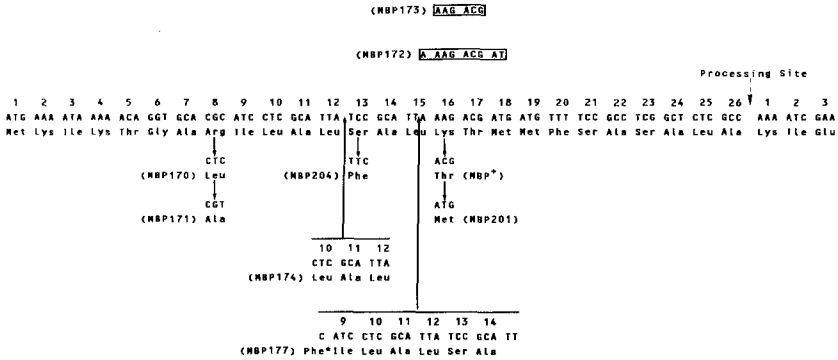 (MBP173) AAG ACG
(MBP172) A AAG ACG AT
Processing Site
1 2 3 4 5 6 7 8 9 10 11 12 13 14 15 16 17 18 19 20 21 22 23 24 25 26 1 2 3
ATG AAA ATA AAA ACA GGT GCA CGC ATC CTC GCA TTA TCC GCA TTA AAG ACG ATG ATG TTT TCC GCC TCG GCT CTC GCC AAA ATC GAA
Met Lys Ile Lys Thr Gly Ala Arg Ile Leu Ala Leu Ser Ala Leu Lys Thr Met Met Phe Ser Ala Ser Ala Leu Ala Lys Ile Glu
CTC TTC ACG
(MBP170) Leu (MBP204) Phe Thr (MBP+)
CGT ATG
(MBP171) Ala Met (MBP201)
10 11 12
CTC GCA TTA
(MBP174) Leu Ala Leu
9 10 11 12 13 14
C ATC CTC GCA TTA TCC GCA TT
(MBP177) Phe*Ile Leu Ala Leu Ser Ala